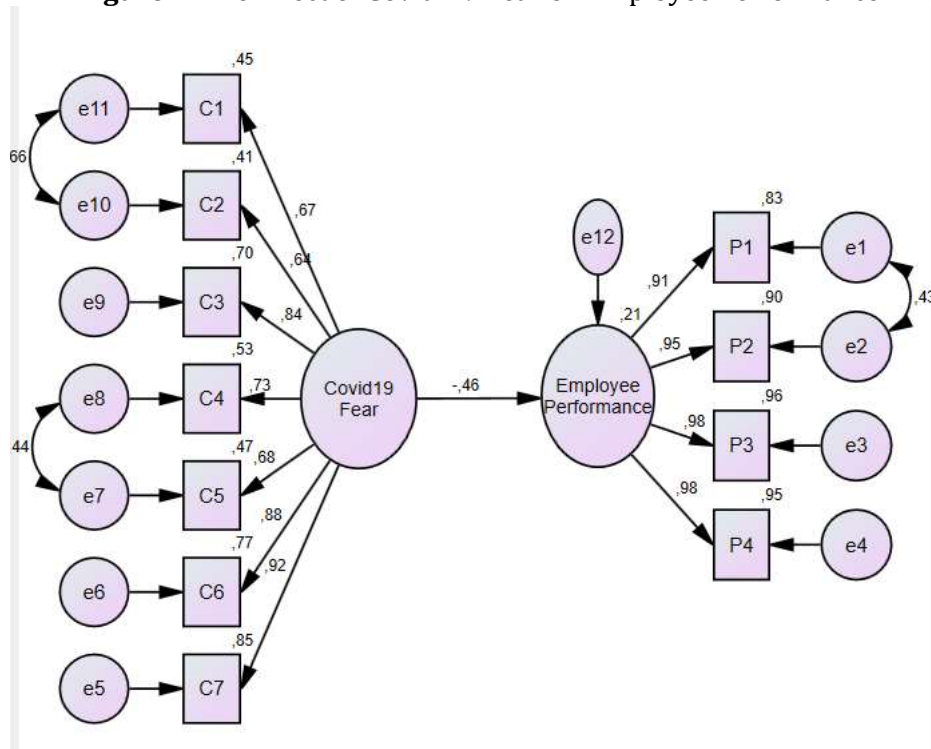 ,45
e11
C1
66
,41
e10
C2
,67
,64
,70
e9
C3
,84
,53
e8
C4
,73
Covid19
Fear
-,46
44
,47
,68
e7
C5
,88
,77
,92
e6
C6
,85
e5
C7
e12
,21
Employee
Performance
,83
,91
P1
e1
,43
,90
,95
P2
e2
,96
,98
P3
e3
,95
,98
P4
e4